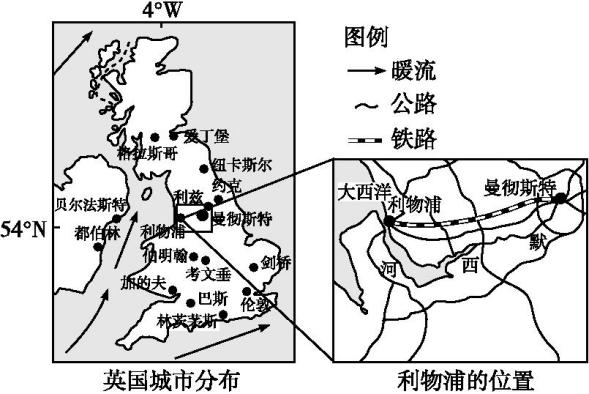 4°W
54°N
爱丁堡
格拉斯哥
纽卡斯尔
约克
利兹
贝尔法斯特
曼彻斯特
利物浦
都伯林
伯明翰
考文垂
剑桥
加的夫
巴斯
伦敦
林茨茅斯
英国城市分布
图例
暖流
公路
铁路
大西洋
利物浦
曼彻斯特
默
西
河
利物浦的位置